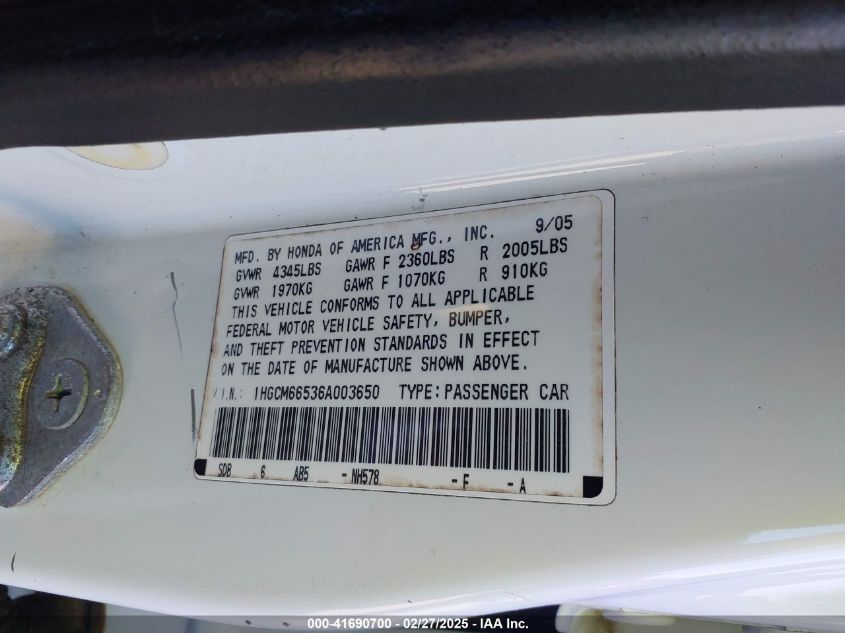 MFD. BY HONDA OF AMERICA MFG., INC. 9/05
GVWR 4345LBS GAWR F 2360LBS R 2005LBS
GVWR 1970KG GAWR F 1070KG R 910KG
THIS VEHICLE CONFORMS TO ALL APPLICABLE
FEDERAL MOTOR VEHICLE SAFETY, BUMPER,
AND THEFT PREVENTION STANDARDS IN EFFECT
ON THE DATE OF MANUFACTURE SHOWN ABOVE.
V.I.N.: 1HGCM66536A003650 TYPE: PASSENGER CAR
SDB 6 AB5 - NH578 - F - A
000-41690700 - 02/27/2025 - IAA Inc.